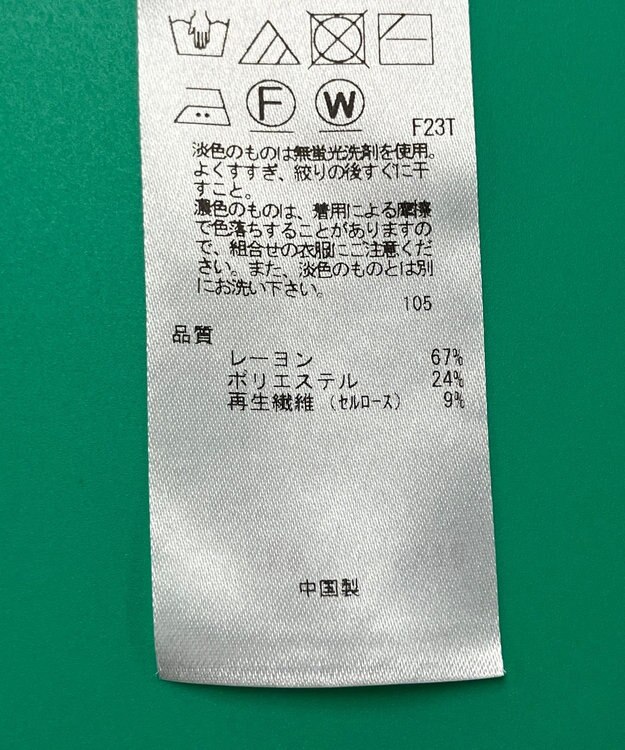 F
W
F23T
淡色のものは無蛍光洗剤を使用。
よくすすぎ、絞りの後すぐに干
すこと。
濃色のものは、着用による摩擦
で色落ちすることがありますの
で、組合せの衣服にご注意くだ
さい。また、淡色のものとは別
にお洗い下さい。
105
品質
レーヨン 67%
ポリエステル 24%
再生繊維（セルロース） 9%
中国製